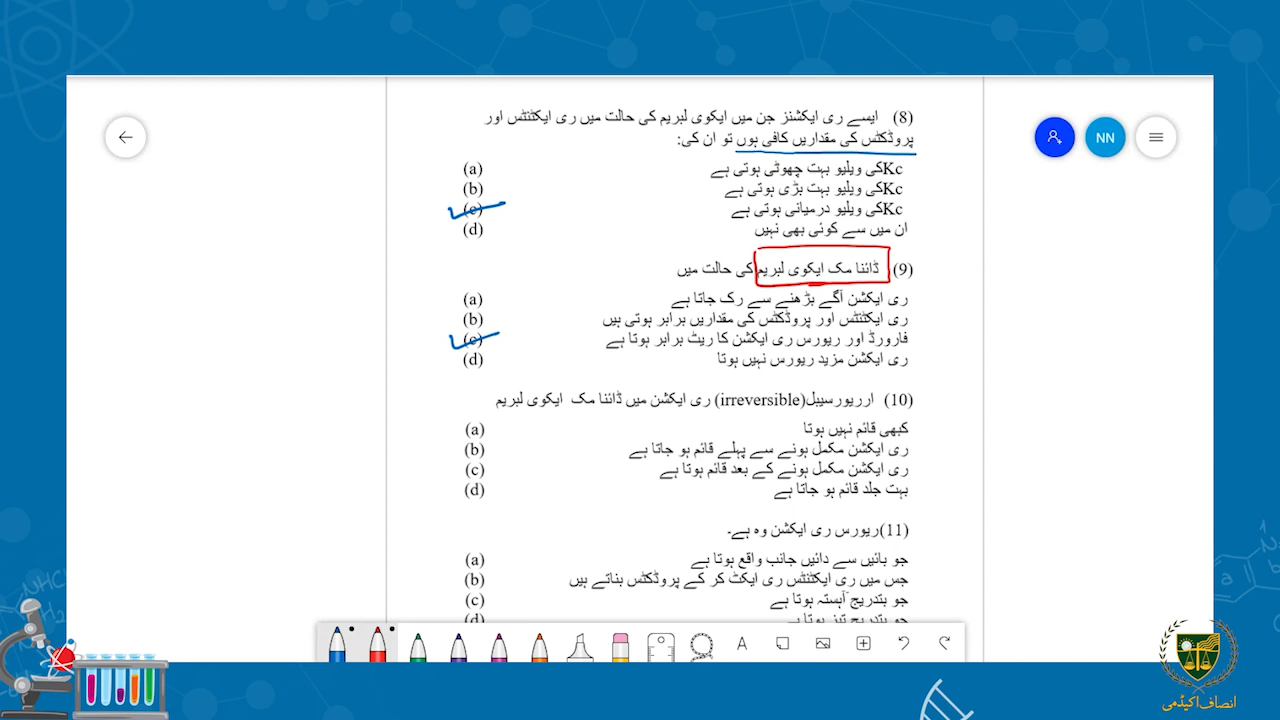 NN
(8) ایسے ری ایکشنز جن میں ایکوی لبریم کی حالت میں ری ایکٹنٹس اور
پروڈکٹس کی مقداریں کافی ہوں تو ان کی:
(a) Kcکی ویلیو بہت چھوٹی ہوتی ہے
(b) Kcکی ویلیو بہت بڑی ہوتی ہے
(c) Kcکی ویلیو درمیانی ہوتی ہے
(d) ان میں سے کوئی بھی نہیں
(9) ڈائنا مک ایکوی لبریم کی حالت میں
(a) ری ایکشن آگے بڑھنے سے رک جاتا ہے
(b) ری ایکٹنٹس اور پروڈکٹس کی مقداریں برابر ہوتی ہیں
(c) فارورڈ اور ریورس ری ایکشن کا ریٹ برابر ہوتا ہے
(d) ری ایکشن مزید ریورس نہیں ہوتا
(10) ارریورسیبل(irreversible) ری ایکشن میں ڈائنا مک ایکوی لبریم
(a) کبھی قائم نہیں ہوتا
(b) ری ایکشن مکمل ہونے سے پہلے قائم ہو جاتا ہے
(c) ری ایکشن مکمل ہونے کے بعد قائم ہوتا ہے
(d) بہت جلد قائم ہو جاتا ہے
(11)ریورس ری ایکشن وہ ہے۔
(a) جو بائیں سے دائیں جانب واقع ہوتا ہے
(b) جس میں ری ایکٹنٹس ری ایکٹ کر کے پروڈکٹس بناتے ہیں
(c) جو بتدریج آہستہ ہوتا ہے
(d) جو بتدریج تیز ہوتا ہے
A
انصاف اکیڈمی